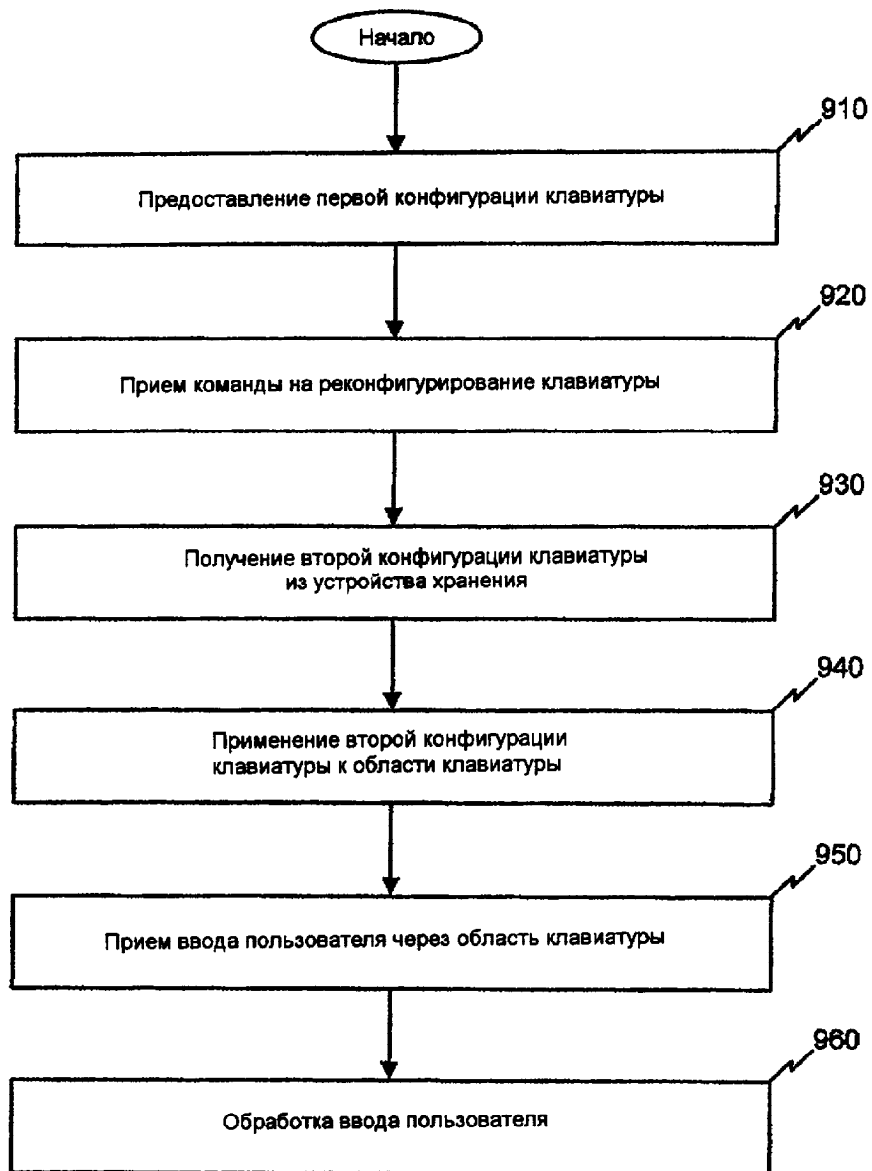 Начало
910
Предоставление первой конфигурации клавиатуры
920
Прием команды на реконфигурирование клавиатуры
930
Получение второй конфигурации клавиатуры
из устройства хранения
940
Применение второй конфигурации
клавиатуры к области клавиатуры
950
Прием ввода пользователя через область клавиатуры
960
Обработка ввода пользователя